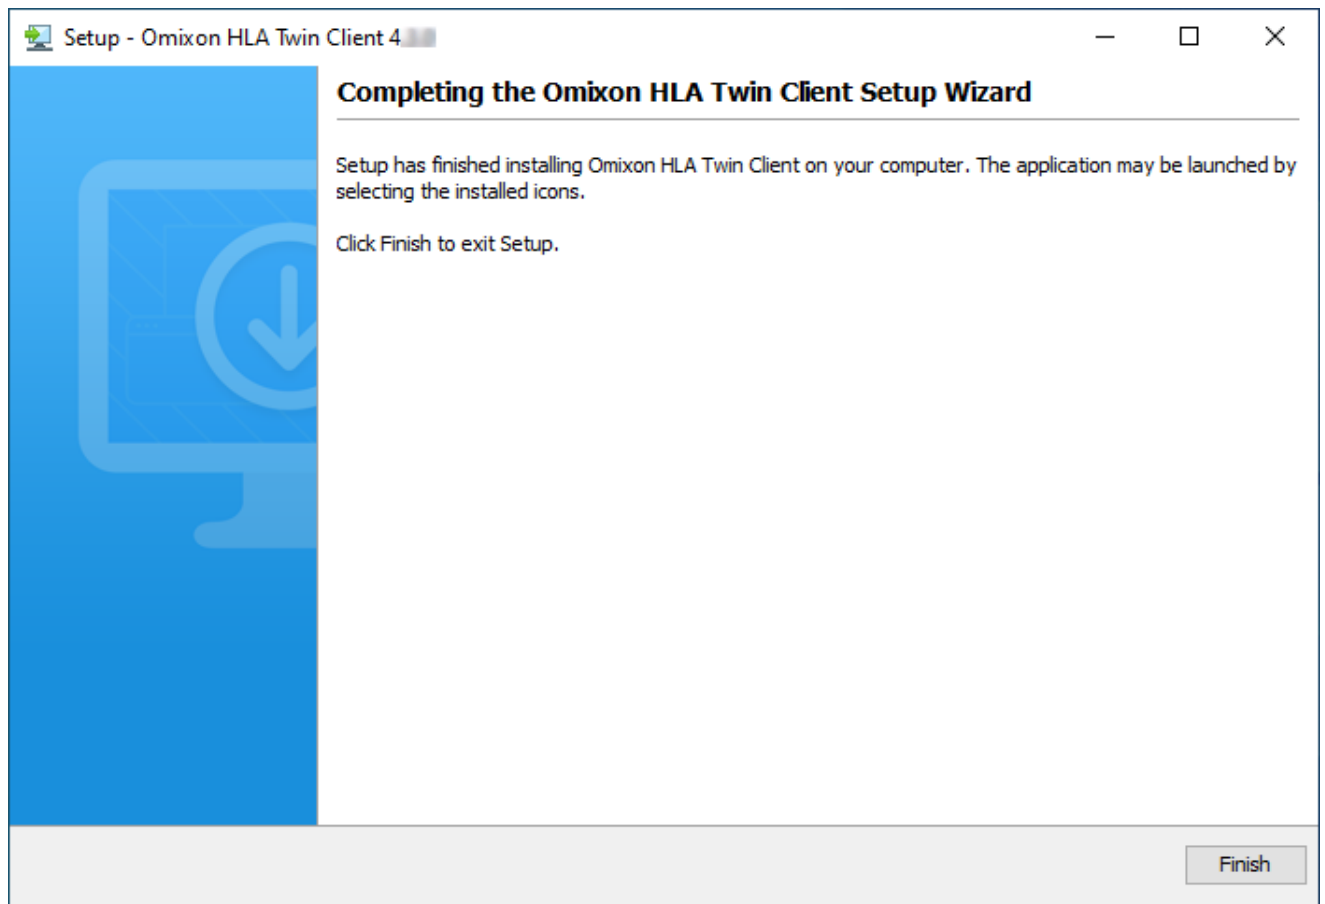 Setup - Omixon HLA Twin Client 4
Completing the Omixon HLA Twin Client Setup Wizard
Setup has finished installing Omixon HLA Twin Client on your computer. The application may be launched by
selecting the installed icons.
Click Finish to exit Setup.
Finish